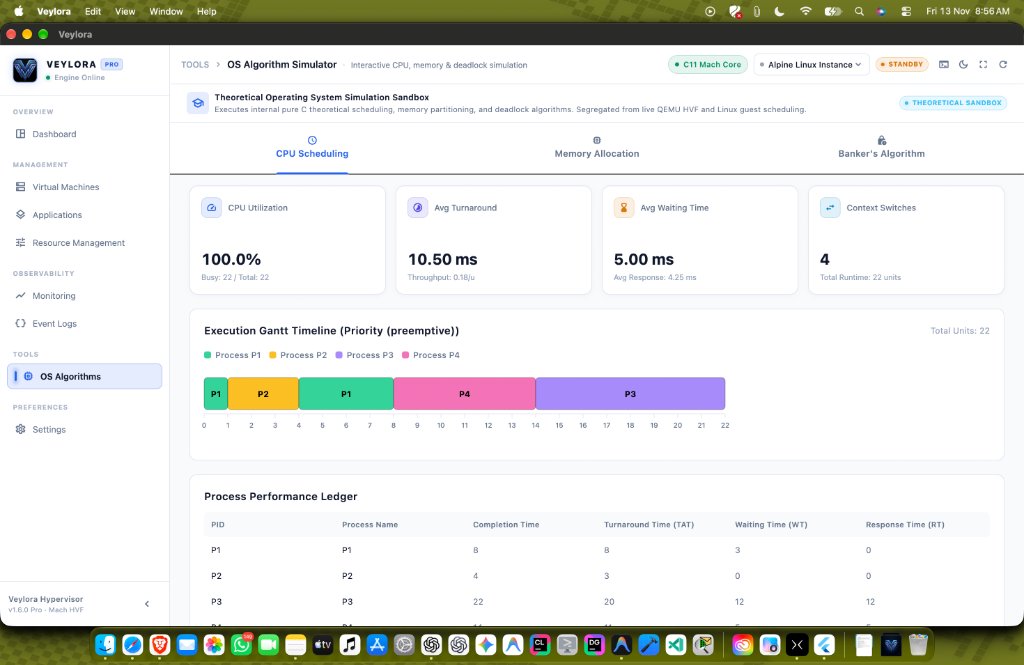 Veylora Edit View Window Help Fri 13 Nov 8:56 AM
Veylora
VEYLORA PRO
Engine Online
TOOLS > OS Algorithm Simulator Interactive CPU, memory & deadlock simulation
C11 Mach Core
Alpine Linux Instance
STANDBY
Theoretical Operating System Simulation Sandbox
Executes internal pure C theoretical scheduling, memory partitioning, and deadlock algorithms. Segregated from live QEMU HVF and Linux guest scheduling.
THEORETICAL SANDBOX
OVERVIEW
Dashboard
MANAGEMENT
Virtual Machines
Applications
Resource Management
OBSERVABILITY
Monitoring
Event Logs
TOOLS
OS Algorithms
PREFERENCES
Settings
Veylora Hypervisor
v1.6.0 Pro · Mach HVF
CPU Scheduling Memory Allocation Banker's Algorithm
CPU Utilization
100.0%
Busy: 22 / Total: 22
Avg Turnaround
10.50 ms
Throughput: 0.18/u
Avg Waiting Time
5.00 ms
Avg Response: 4.25 ms
Context Switches
4
Total Runtime: 22 units
Execution Gantt Timeline (Priority (preemptive)) Total Units: 22
Process P1 Process P2 Process P3 Process P4
P1 P2 P1 P4 P3
0 1 2 3 4 5 6 7 8 9 10 11 12 13 14 15 16 17 18 19 20 21 22
Process Performance Ledger
PID Process Name Completion Time Turnaround Time (TAT) Waiting Time (WT) Response Time (RT)
P1 P1 8 8 3 0
P2 P2 4 3 0 0
P3 P3 22 20 12 12